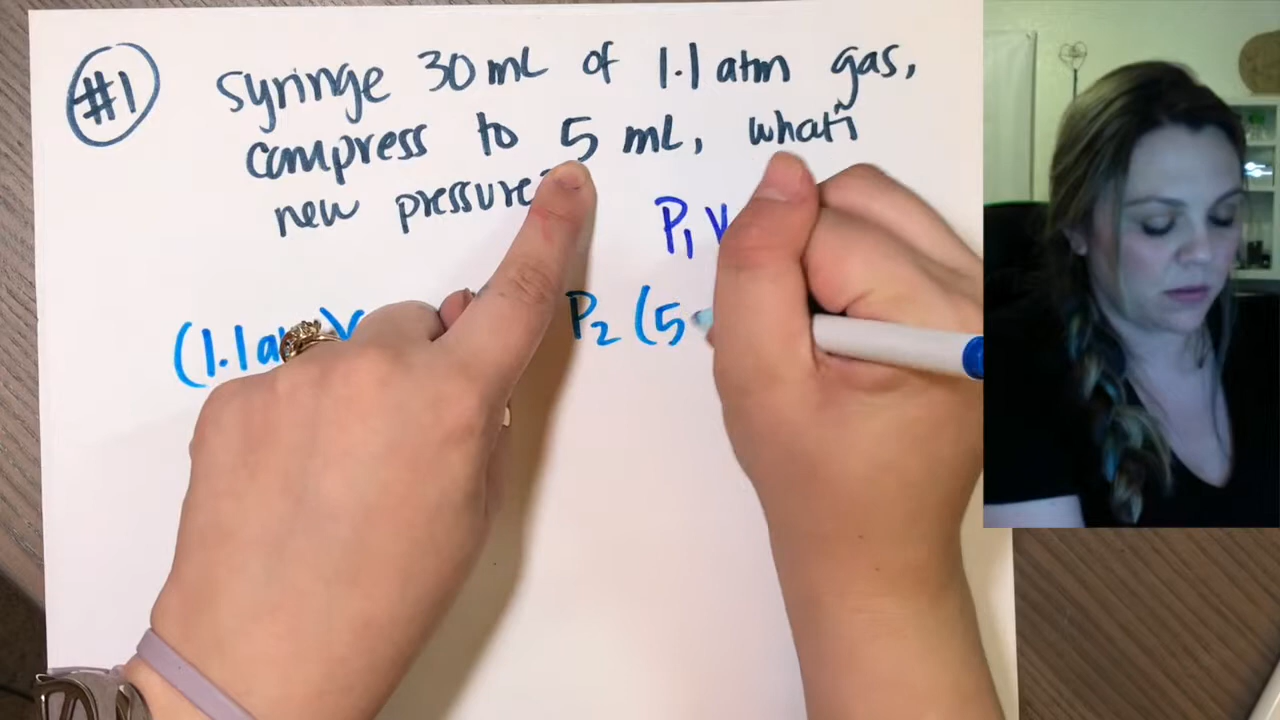 #1
Syringe 30 mL of 1.1 atm gas,
compress to 5 mL, what's
new pressure?
P₁V
(1.1a P₂ (5